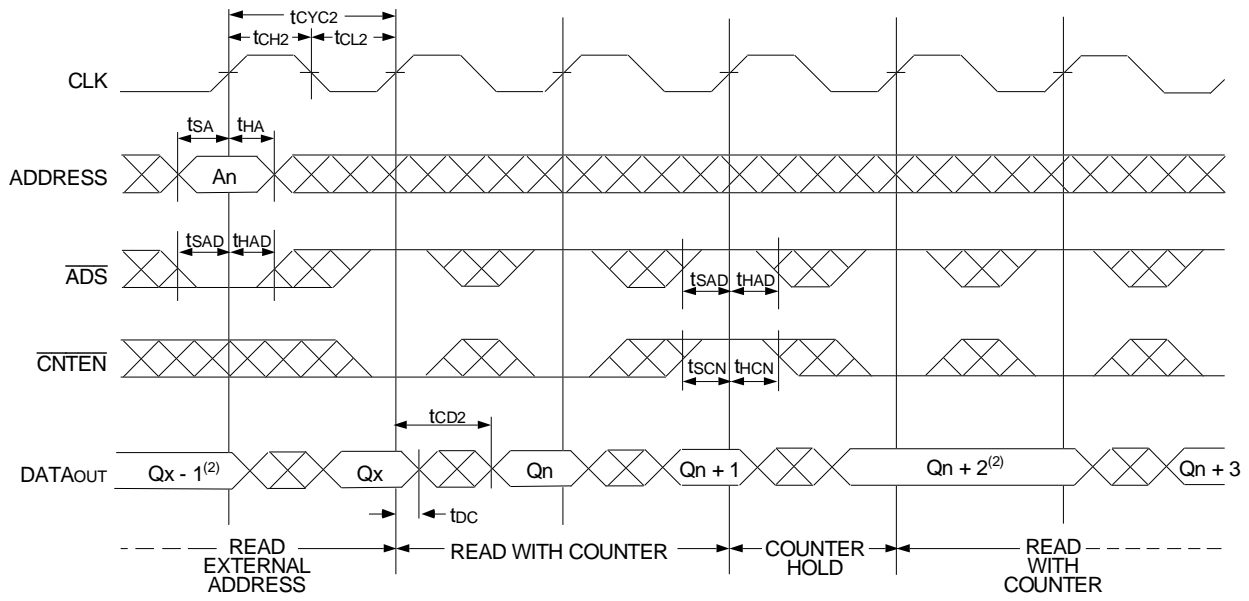 tCYC2
tCH2 tCL2
CLK
tSA tHA
ADDRESS An
tSAD tHAD
ADS
tSAD tHAD
CNTEN
tSCN tHCN
tCD2
DATAOUT Qx - 1(2) Qx Qn Qn + 1 Qn + 2(2) Qn + 3
tDC
READ EXTERNAL ADDRESS
READ WITH COUNTER
COUNTER HOLD
READ WITH COUNTER